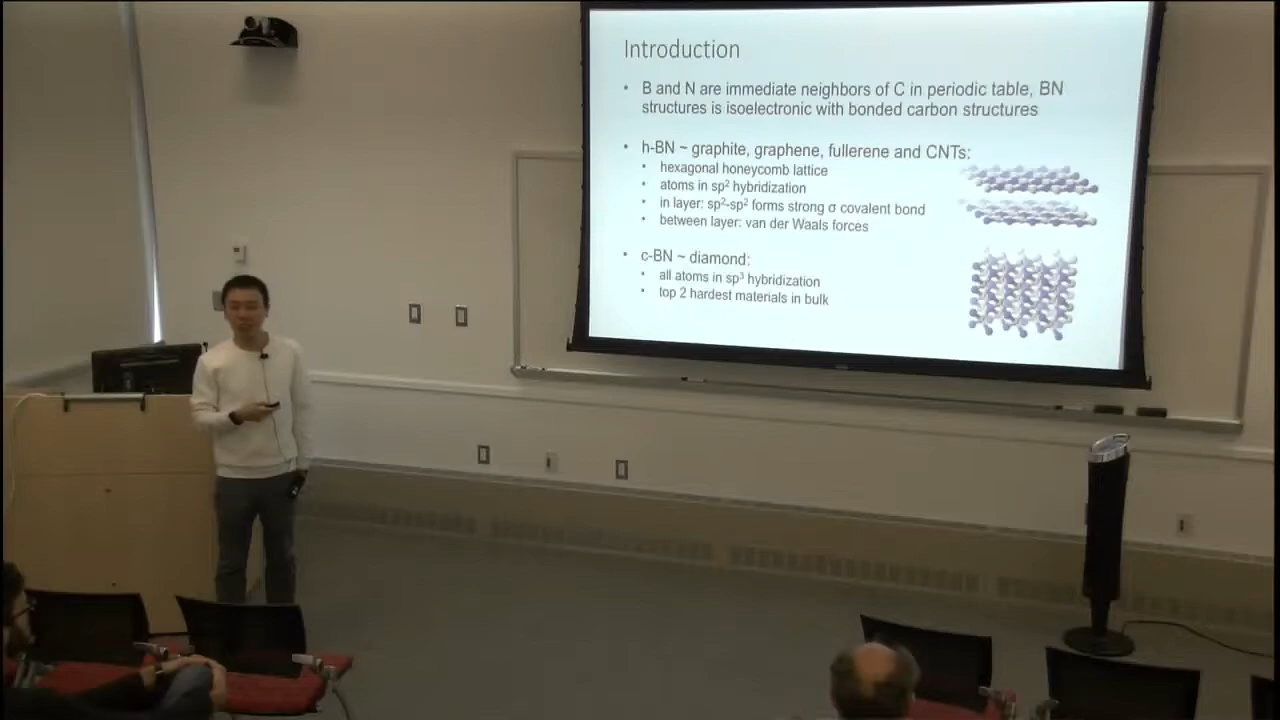 Introduction
• B and N are immediate neighbors of C in periodic table, BN
structures is isoelectronic with bonded carbon structures
• h-BN ~ graphite, graphene, fullerene and CNTs:
• hexagonal honeycomb lattice
• atoms in sp² hybridization
• in layer: sp²-sp² forms strong σ covalent bond
• between layer: van der Waals forces
• c-BN ~ diamond:
• all atoms in sp³ hybridization
• top 2 hardest materials in bulk